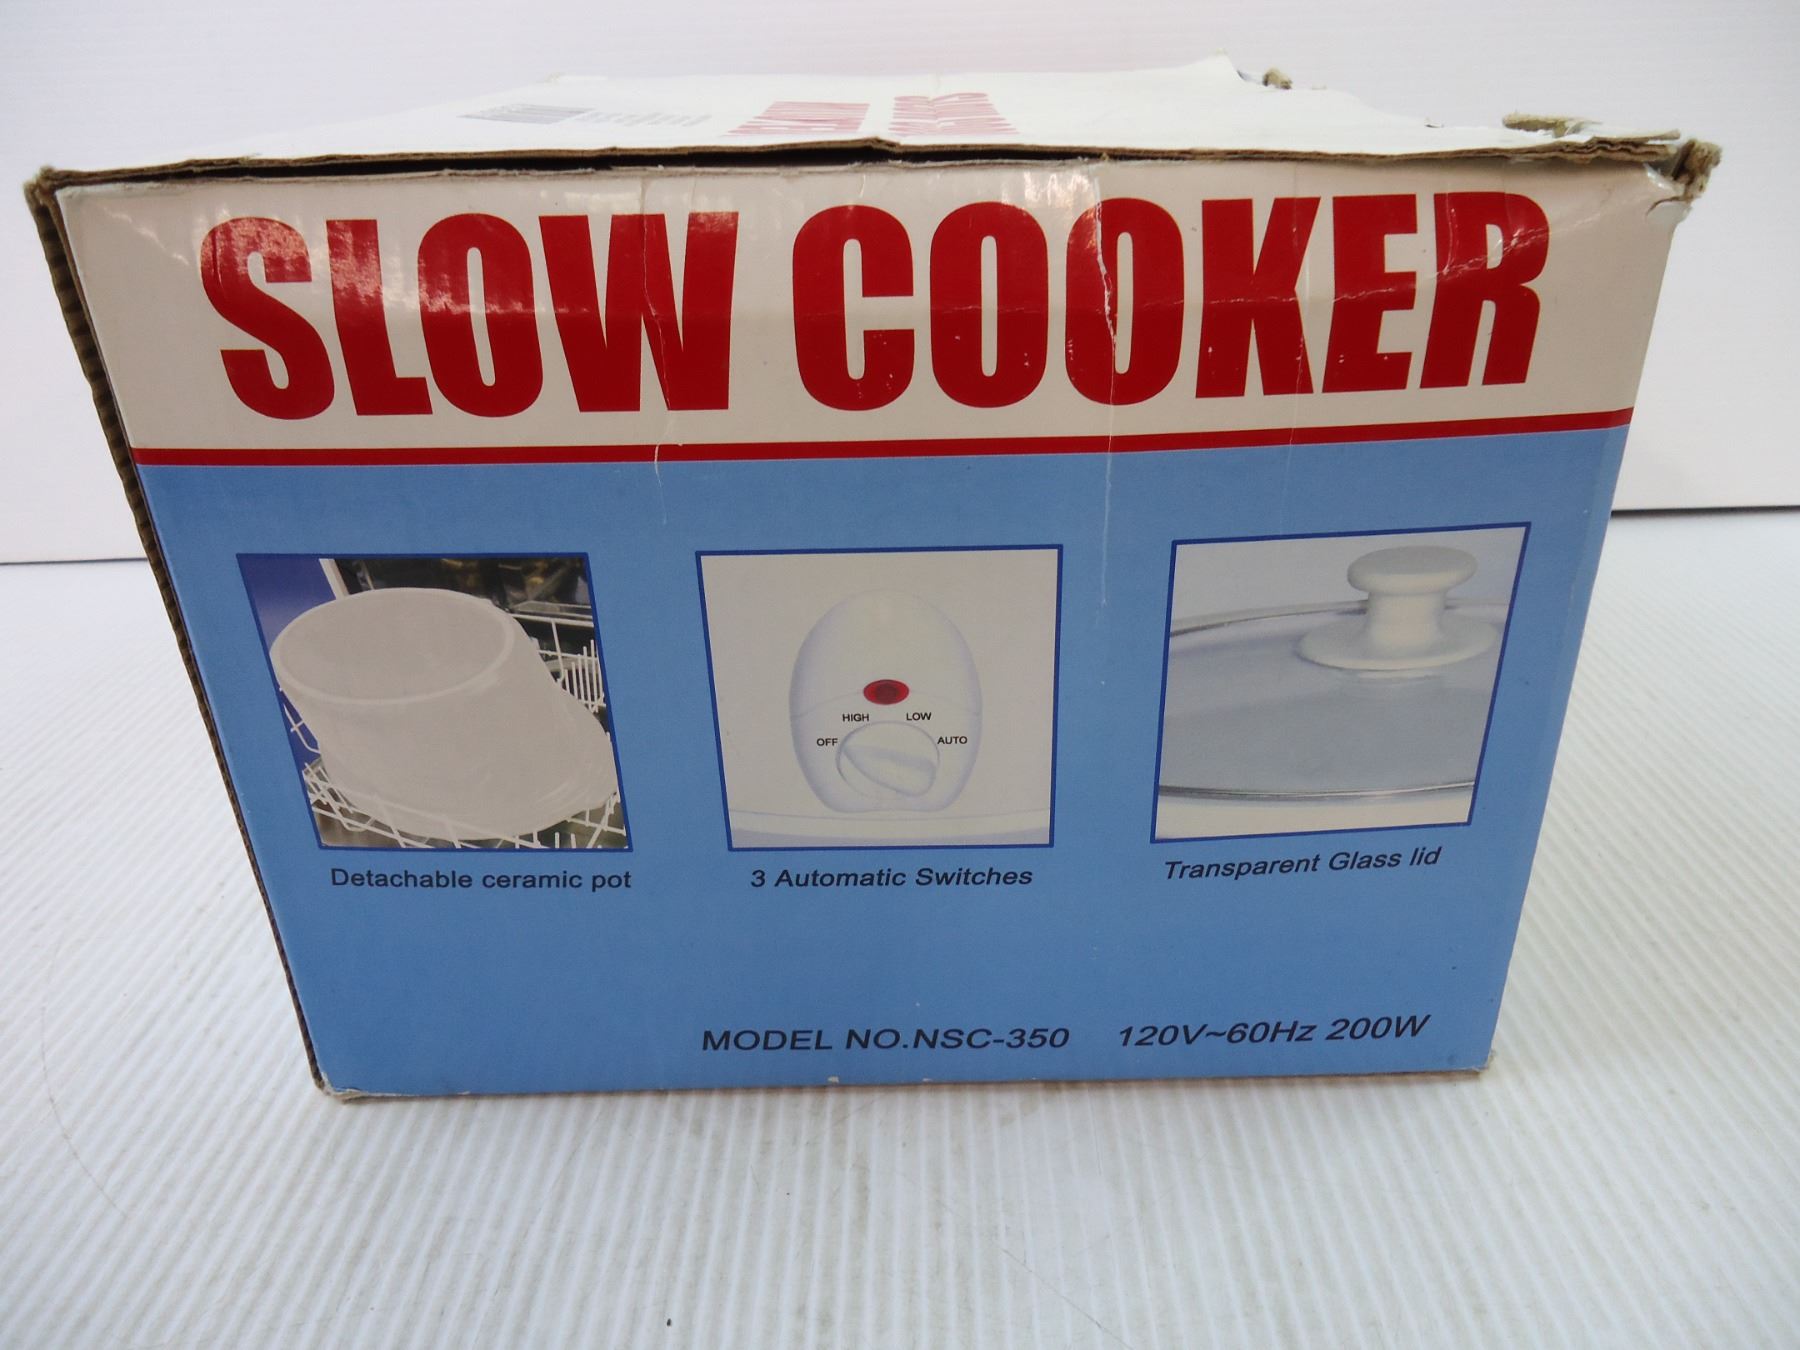 SLOW COOKER
HIGH LOW
OFF AUTO
Detachable ceramic pot
3 Automatic Switches
Transparent Glass lid
MODEL NO.NSC-350 120V~60Hz 200W